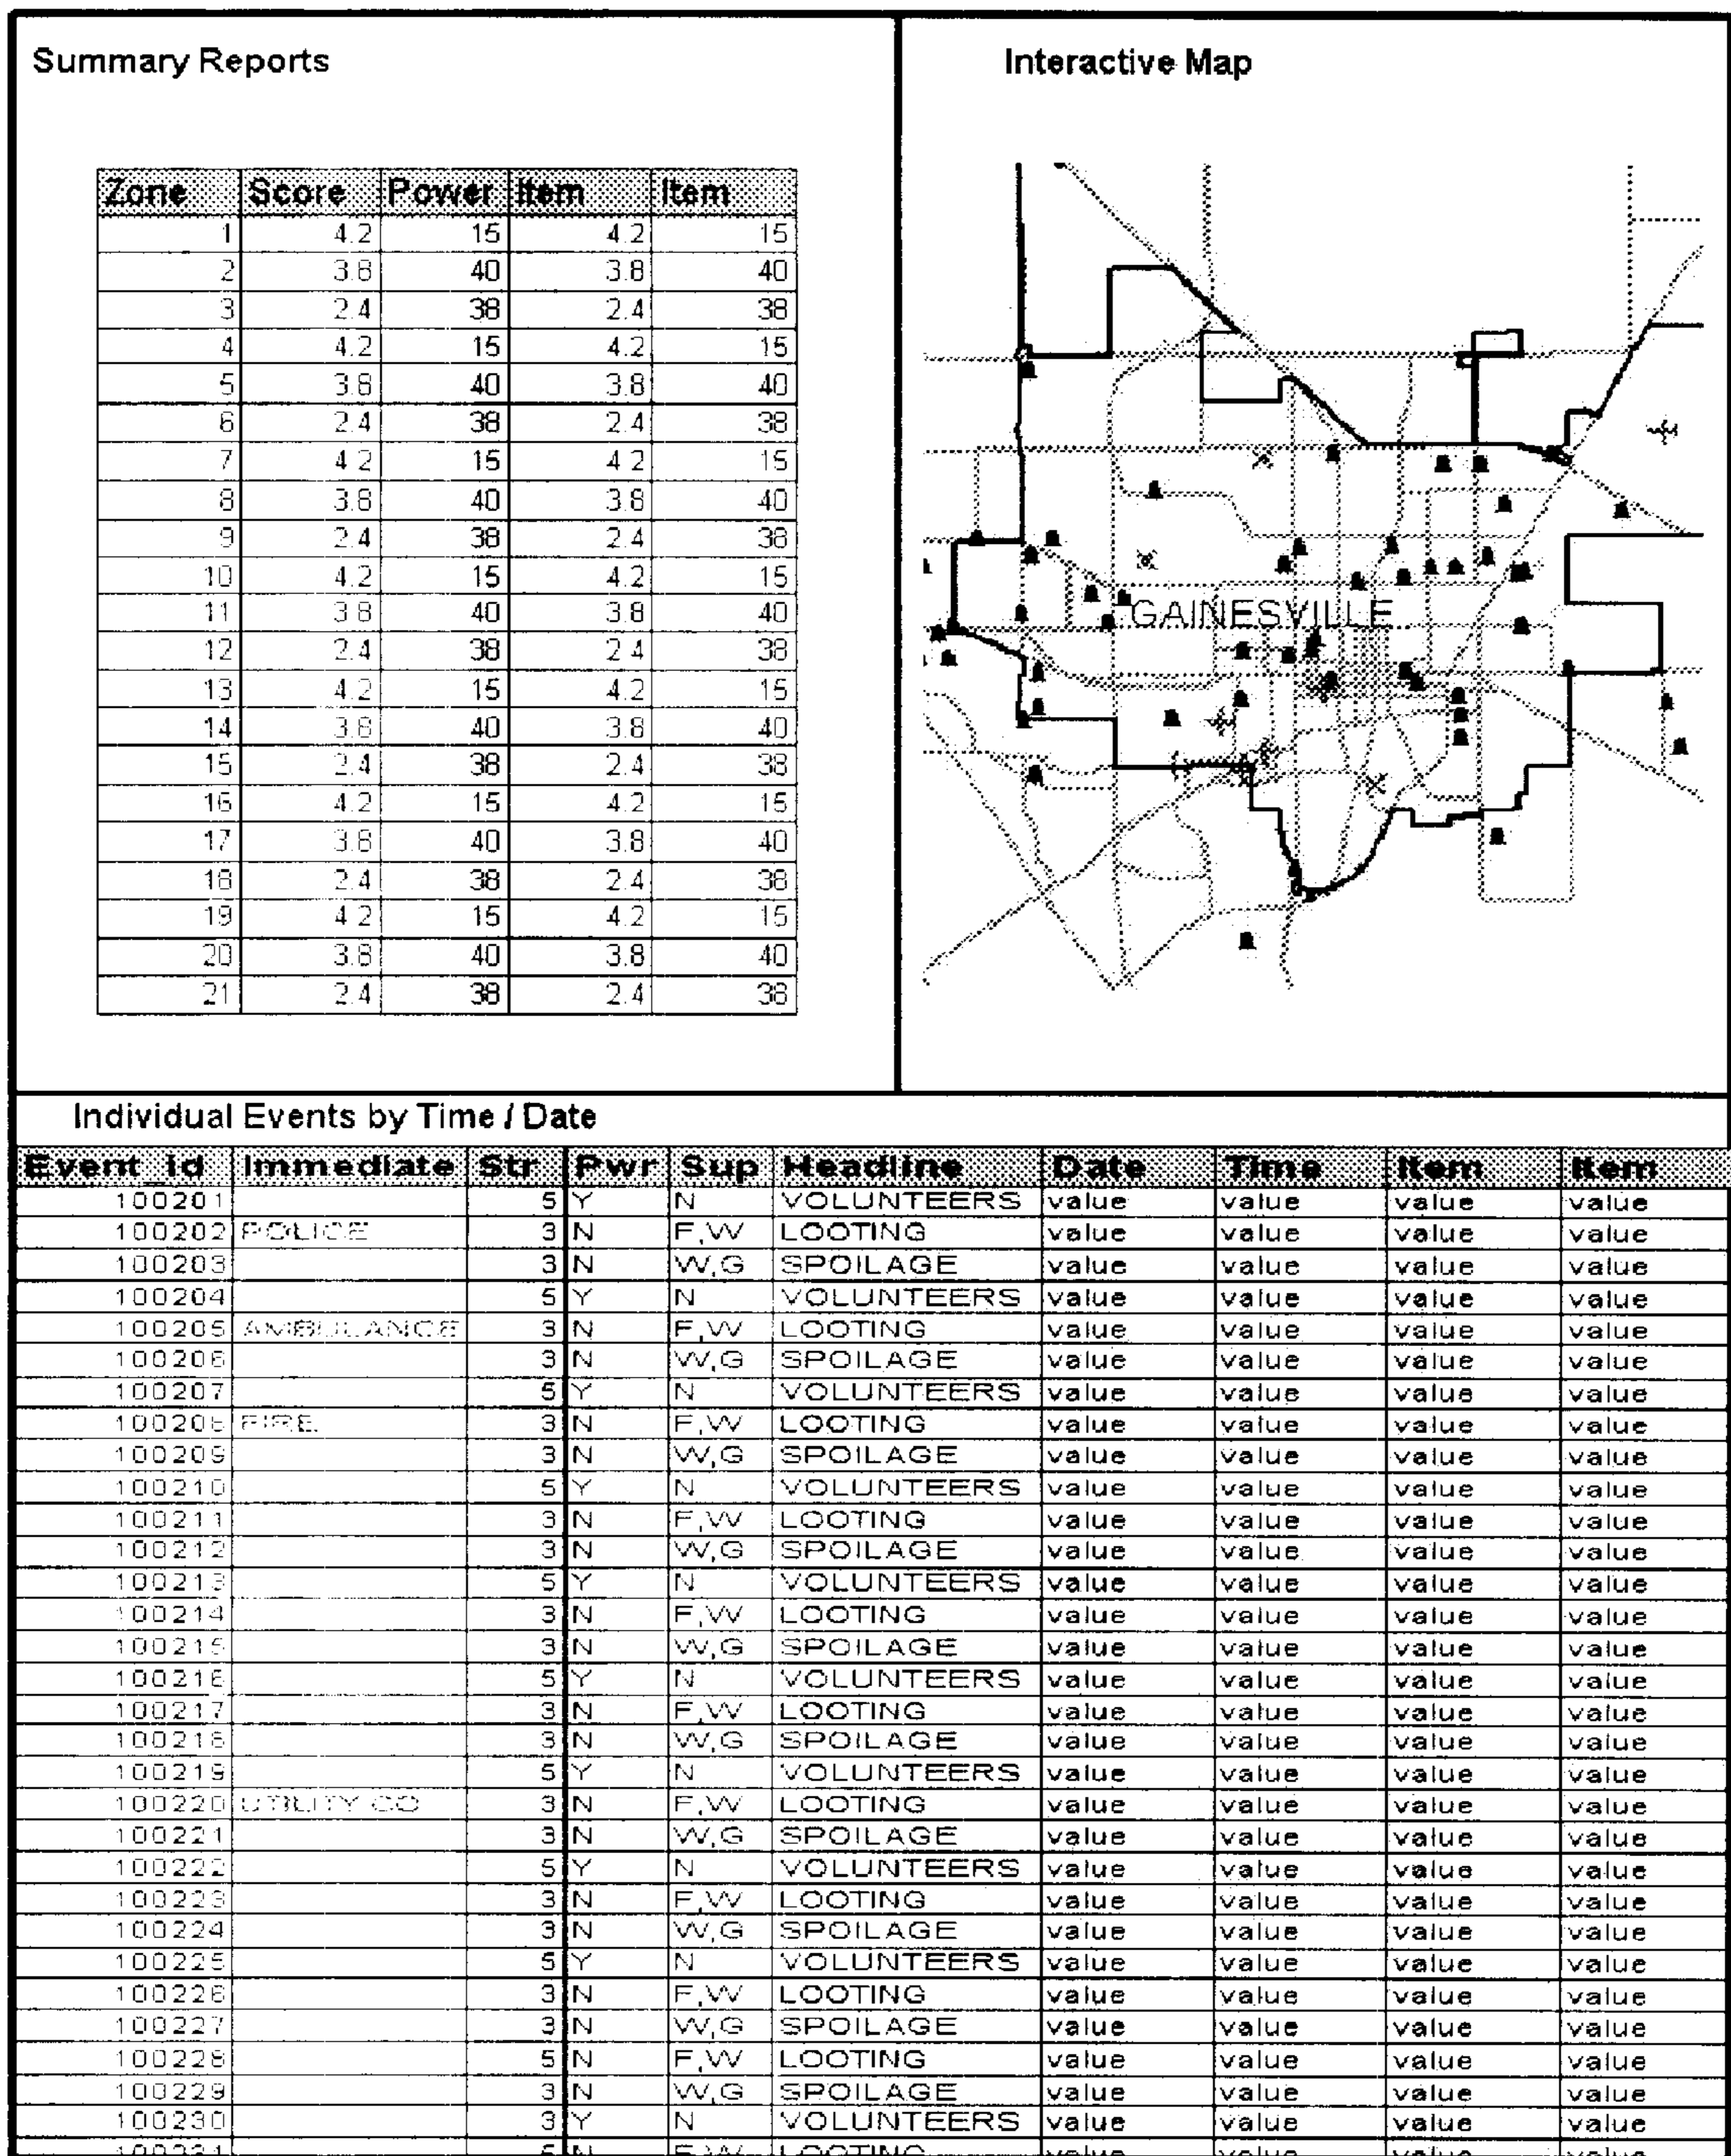 Summary Reports
Zone Score Power Item Item
1 4.2 15 4.2 15
2 3.8 40 3.8 40
3 2.4 38 2.4 38
4 4.2 15 4.2 15
5 3.8 40 3.8 40
6 2.4 38 2.4 38
7 4.2 15 4.2 15
8 3.8 40 3.8 40
9 2.4 38 2.4 38
10 4.2 15 4.2 15
11 3.8 40 3.8 40
12 2.4 38 2.4 38
13 4.2 15 4.2 15
14 3.8 40 3.8 40
15 2.4 38 2.4 38
16 4.2 15 4.2 15
17 3.8 40 3.8 40
18 2.4 38 2.4 38
19 4.2 15 4.2 15
20 3.8 40 3.8 40
21 2.4 38 2.4 38
Interactive Map
GAINESVILLE
Individual Events by Time / Date
Event_id Immediate Str Pwr Sup Headline Date Time Item Item
100201 5 Y N VOLUNTEERS value value value value
100202 POLICE 3 N F,W LOOTING value value value value
100203 3 N W,G SPOILAGE value value value value
100204 5 Y N VOLUNTEERS value value value value
100205 AMBULANCE 3 N F,W LOOTING value value value value
100206 3 N W,G SPOILAGE value value value value
100207 5 Y N VOLUNTEERS value value value value
100208 FIRE 3 N F,W LOOTING value value value value
100209 3 N W,G SPOILAGE value value value value
100210 5 Y N VOLUNTEERS value value value value
100211 3 N F,W LOOTING value value value value
100212 3 N W,G SPOILAGE value value value value
100213 5 Y N VOLUNTEERS value value value value
100214 3 N F,W LOOTING value value value value
100215 3 N W,G SPOILAGE value value value value
100216 5 Y N VOLUNTEERS value value value value
100217 3 N F,W LOOTING value value value value
100218 3 N W,G SPOILAGE value value value value
100219 5 Y N VOLUNTEERS value value value value
100220 UTILITY CO 3 N F,W LOOTING value value value value
100221 3 N W,G SPOILAGE value value value value
100222 5 Y N VOLUNTEERS value value value value
100223 3 N F,W LOOTING value value value value
100224 3 N W,G SPOILAGE value value value value
100225 5 Y N VOLUNTEERS value value value value
100226 3 N F,W LOOTING value value value value
100227 3 N W,G SPOILAGE value value value value
100228 5 N F,W LOOTING value value value value
100229 3 N W,G SPOILAGE value value value value
100230 3 Y N VOLUNTEERS value value value value